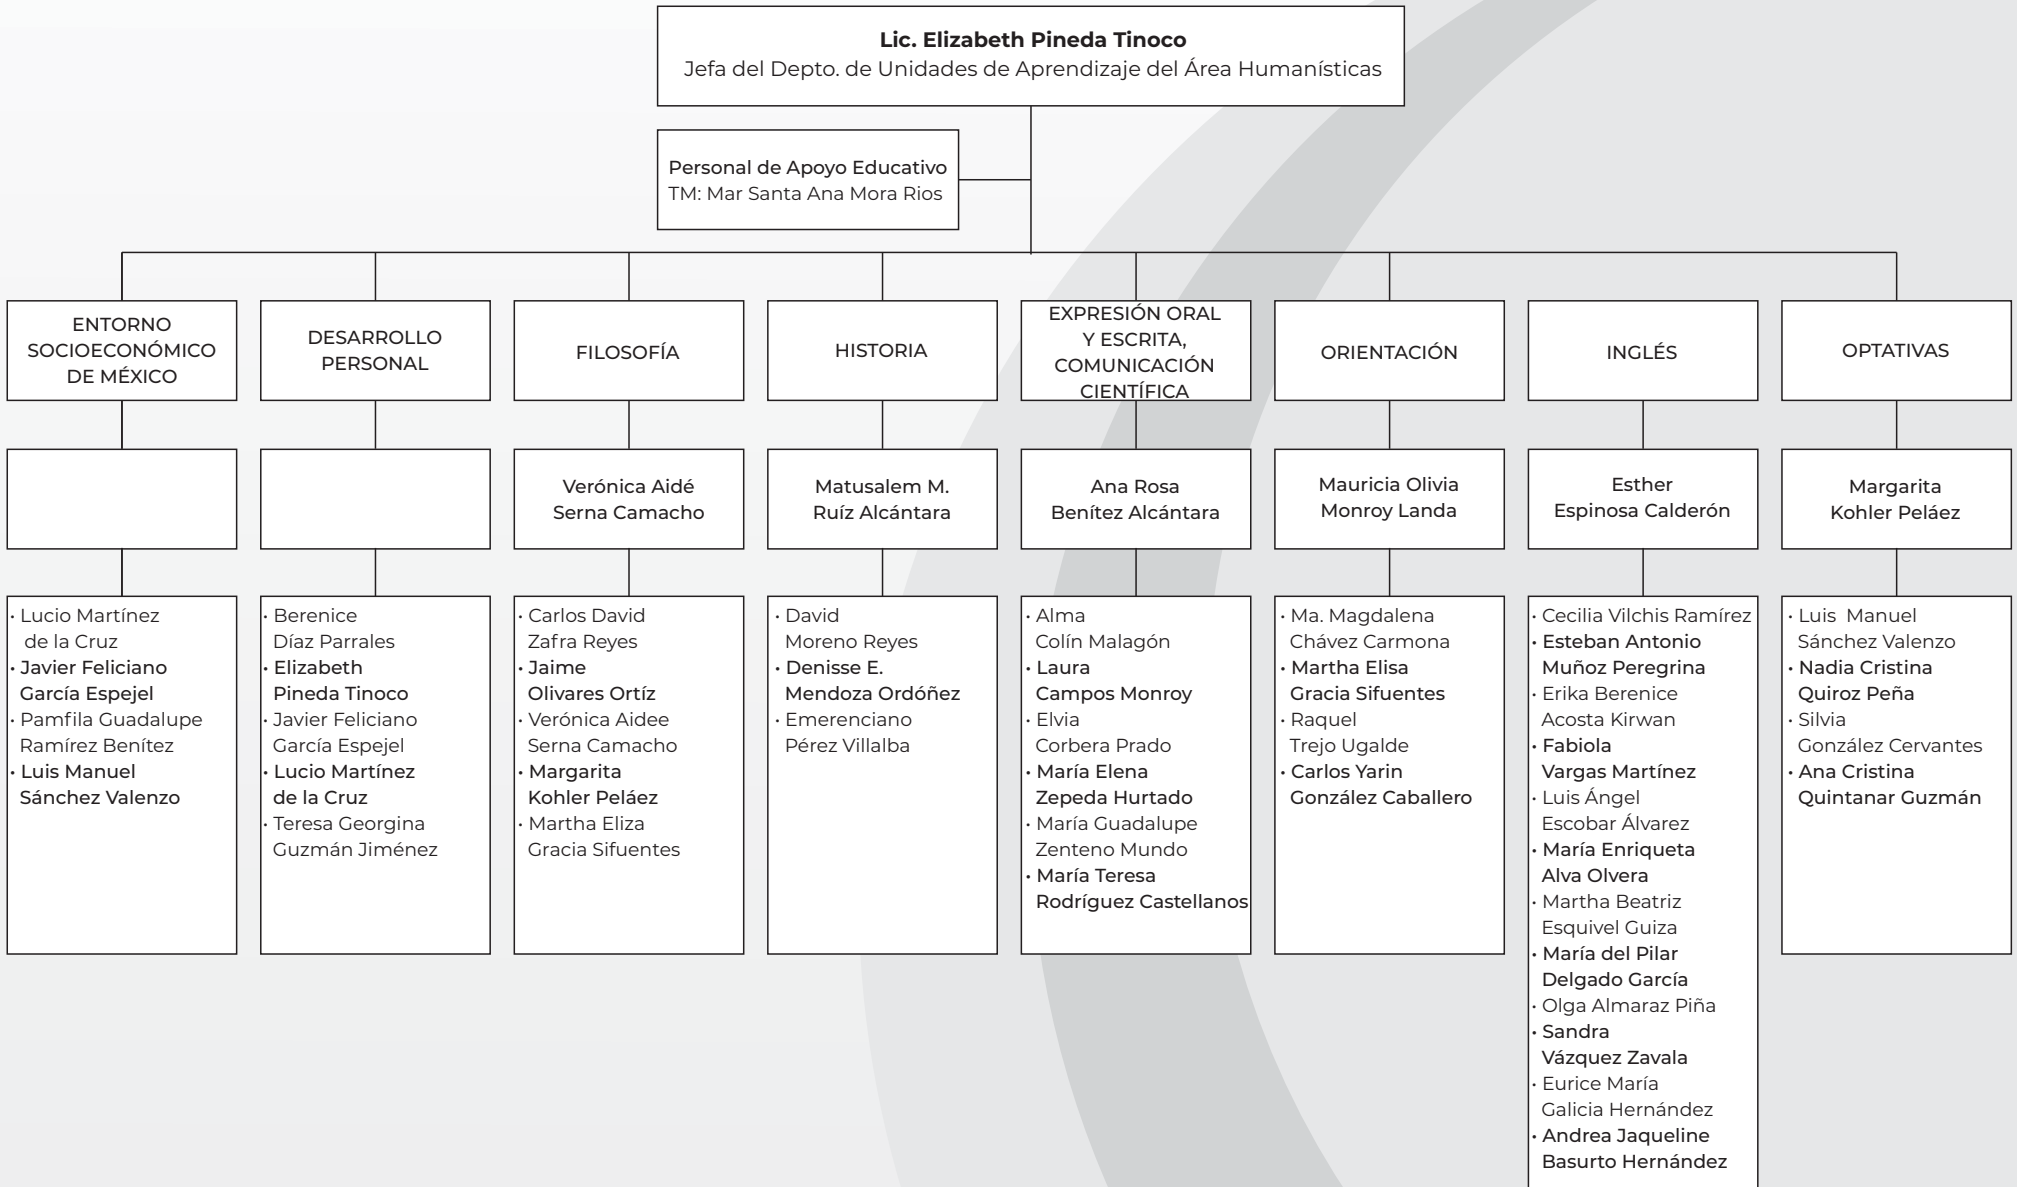 Lic. Elizabeth Pineda Tinoco
Jefa del Depto. de Unidades de Aprendizaje del Área Humanísticas
Personal de Apoyo Educativo
TM: Mar Santa Ana Mora Rios
ENTORNO
SOCIOECONÓMICO
DE MÉXICO
· Lucio Martínez
de la Cruz
· Javier Feliciano
García Espejel
· Pamfila Guadalupe
Ramírez Benítez
· Luis Manuel
Sánchez Valenzo
DESARROLLO
PERSONAL
· Berenice
Díaz Parrales
· Elizabeth
Pineda Tinoco
· Javier Feliciano
García Espejel
· Lucio Martínez
de la Cruz
· Teresa Georgina
Guzmán Jiménez
FILOSOFÍA
Verónica Aidé
Serna Camacho
· Carlos David
Zafra Reyes
· Jaime
Olivares Ortíz
· Verónica Aidee
Serna Camacho
· Margarita
Kohler Peláez
· Martha Eliza
Gracia Sifuentes
HISTORIA
Matusalem M.
Ruíz Alcántara
· David
Moreno Reyes
· Denisse E.
Mendoza Ordóñez
· Emerenciano
Pérez Villalba
EXPRESIÓN ORAL
Y ESCRITA,
COMUNICACIÓN
CIENTÍFICA
Ana Rosa
Benítez Alcántara
· Alma
Colín Malagón
· Laura
Campos Monroy
· Elvia
Corbera Prado
· María Elena
Zepeda Hurtado
· María Guadalupe
Zenteno Mundo
· María Teresa
Rodríguez Castellanos
ORIENTACIÓN
Mauricia Olivia
Monroy Landa
· Ma. Magdalena
Chávez Carmona
· Martha Elisa
Gracia Sifuentes
· Raquel
Trejo Ugalde
· Carlos Yarin
González Caballero
INGLÉS
Esther
Espinosa Calderón
· Cecilia Vilchis Ramírez
· Esteban Antonio
Muñoz Peregrina
· Erika Berenice
Acosta Kirwan
· Fabiola
Vargas Martínez
· Luis Ángel
Escobar Álvarez
· María Enriqueta
Alva Olvera
· Martha Beatriz
Esquivel Guiza
· María del Pilar
Delgado García
· Olga Almaraz Piña
· Sandra
Vázquez Zavala
· Eurice María
Galicia Hernández
· Andrea Jaqueline
Basurto Hernández
OPTATIVAS
Margarita
Kohler Peláez
· Luis  Manuel
Sánchez Valenzo
· Nadia Cristina
Quiroz Peña
· Silvia
González Cervantes
· Ana Cristina
Quintanar Guzmán